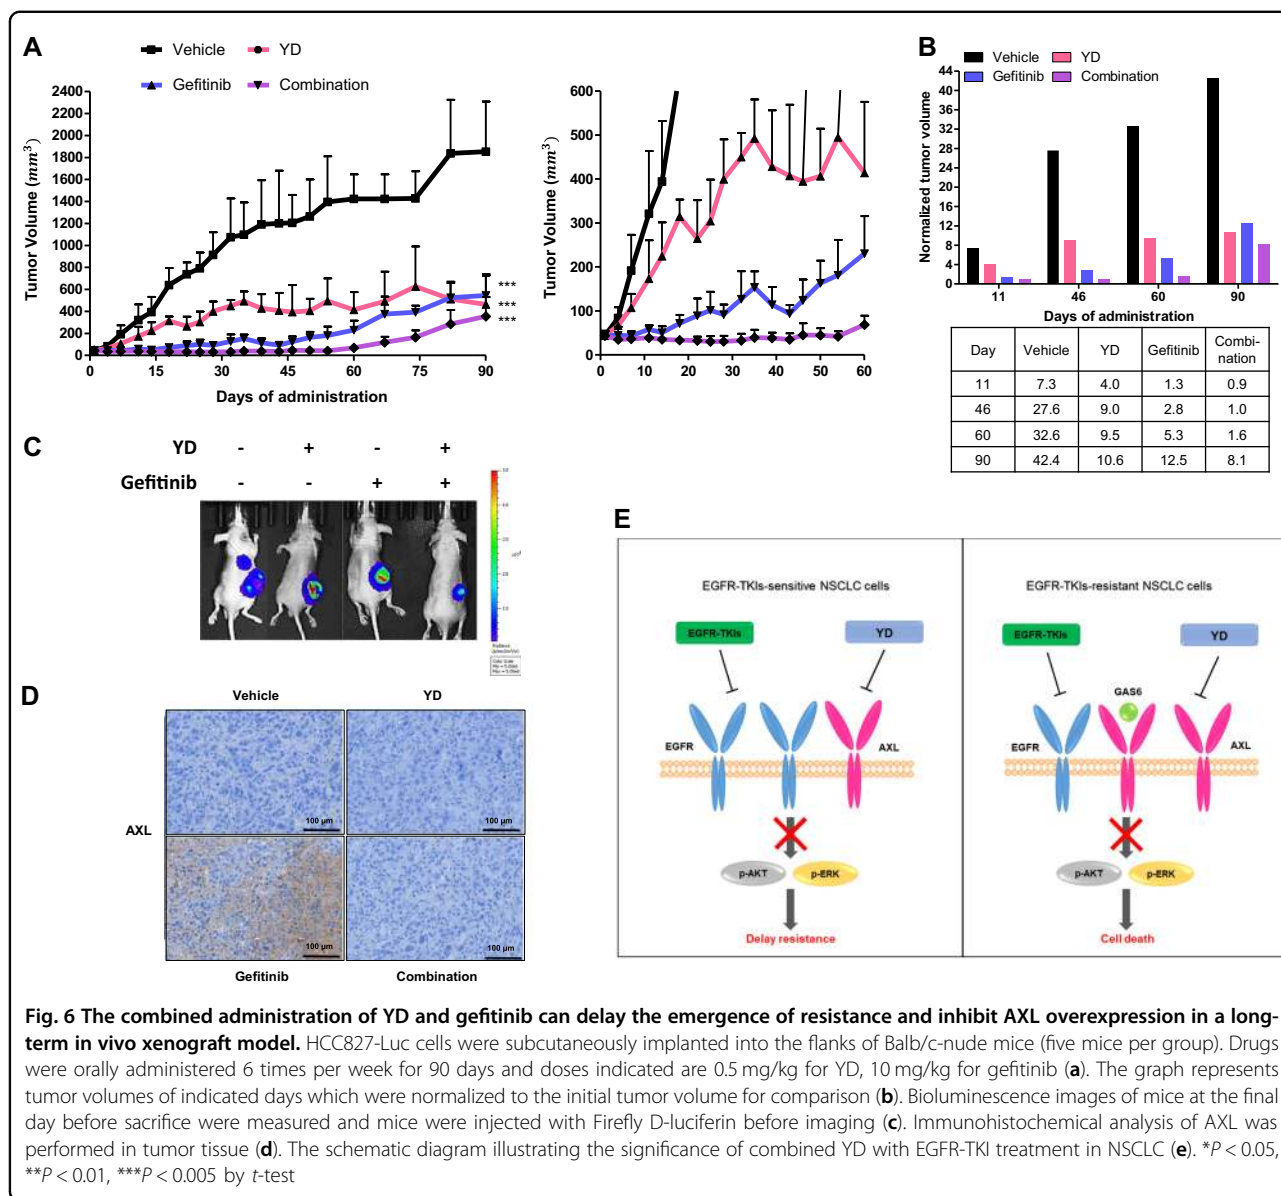 A
Vehicle YD
Gefitinib Combination
Tumor Volume (mm³)
2400
2200
2000
1800
1600
1400
1200
1000
800
600
400
200
0
0 15 30 45 60 75 90
Days of administration
***
***
***
Tumor Volume (mm³)
600
500
400
300
200
100
0
0 10 20 30 40 50 60
B
Vehicle YD
Gefitinib Combination
Normalized tumor volume
44
40
36
32
28
24
20
16
12
8
4
0
11 46 60 90
Days of administration
Day Vehicle YD Gefitinib Combi-
nation
11 7.3 4.0 1.3 0.9
46 27.6 9.0 2.8 1.0
60 32.6 9.5 5.3 1.6
90 42.4 10.6 12.5 8.1
C
YD - + - +
Gefitinib - - + +
D
Vehicle YD
AXL
100 µm 100 µm
100 µm 100 µm
Gefitinib Combination
E
EGFR-TKIs-sensitive NSCLC cells
EGFR-TKIs YD
EGFR AXL
p-AKT p-ERK
Delay resistance
EGFR-TKIs-resistant NSCLC cells
EGFR-TKIs YD
GAS6
EGFR AXL
p-AKT p-ERK
Cell death
Fig. 6 The combined administration of YD and gefitinib can delay the emergence of resistance and inhibit AXL overexpression in a long-
term in vivo xenograft model. HCC827-Luc cells were subcutaneously implanted into the flanks of Balb/c-nude mice (five mice per group). Drugs
were orally administered 6 times per week for 90 days and doses indicated are 0.5 mg/kg for YD, 10 mg/kg for gefitinib (a). The graph represents
tumor volumes of indicated days which were normalized to the initial tumor volume for comparison (b). Bioluminescence images of mice at the final
day before sacrifice were measured and mice were injected with Firefly D-luciferin before imaging (c). Immunohistochemical analysis of AXL was
performed in tumor tissue (d). The schematic diagram illustrating the significance of combined YD with EGFR-TKI treatment in NSCLC (e). *P < 0.05,
**P < 0.01, ***P < 0.005 by t-test